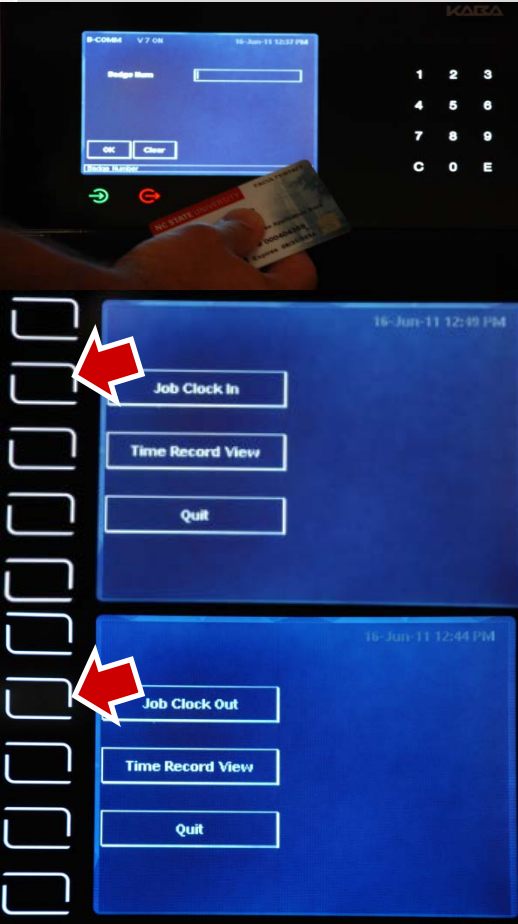 KABA
B-COMM V 7 ON 16-Jun-11 12:37 PM
Badge Num
1 2 3
4 5 6
7 8 9
C 0 E
OK Clear
Badge Number
NC STATE UNIVERSITY
16-Jun-11 12:49 PM
Job Clock In
Time Record View
Quit
16-Jun-11 12:44 PM
Job Clock Out
Time Record View
Quit